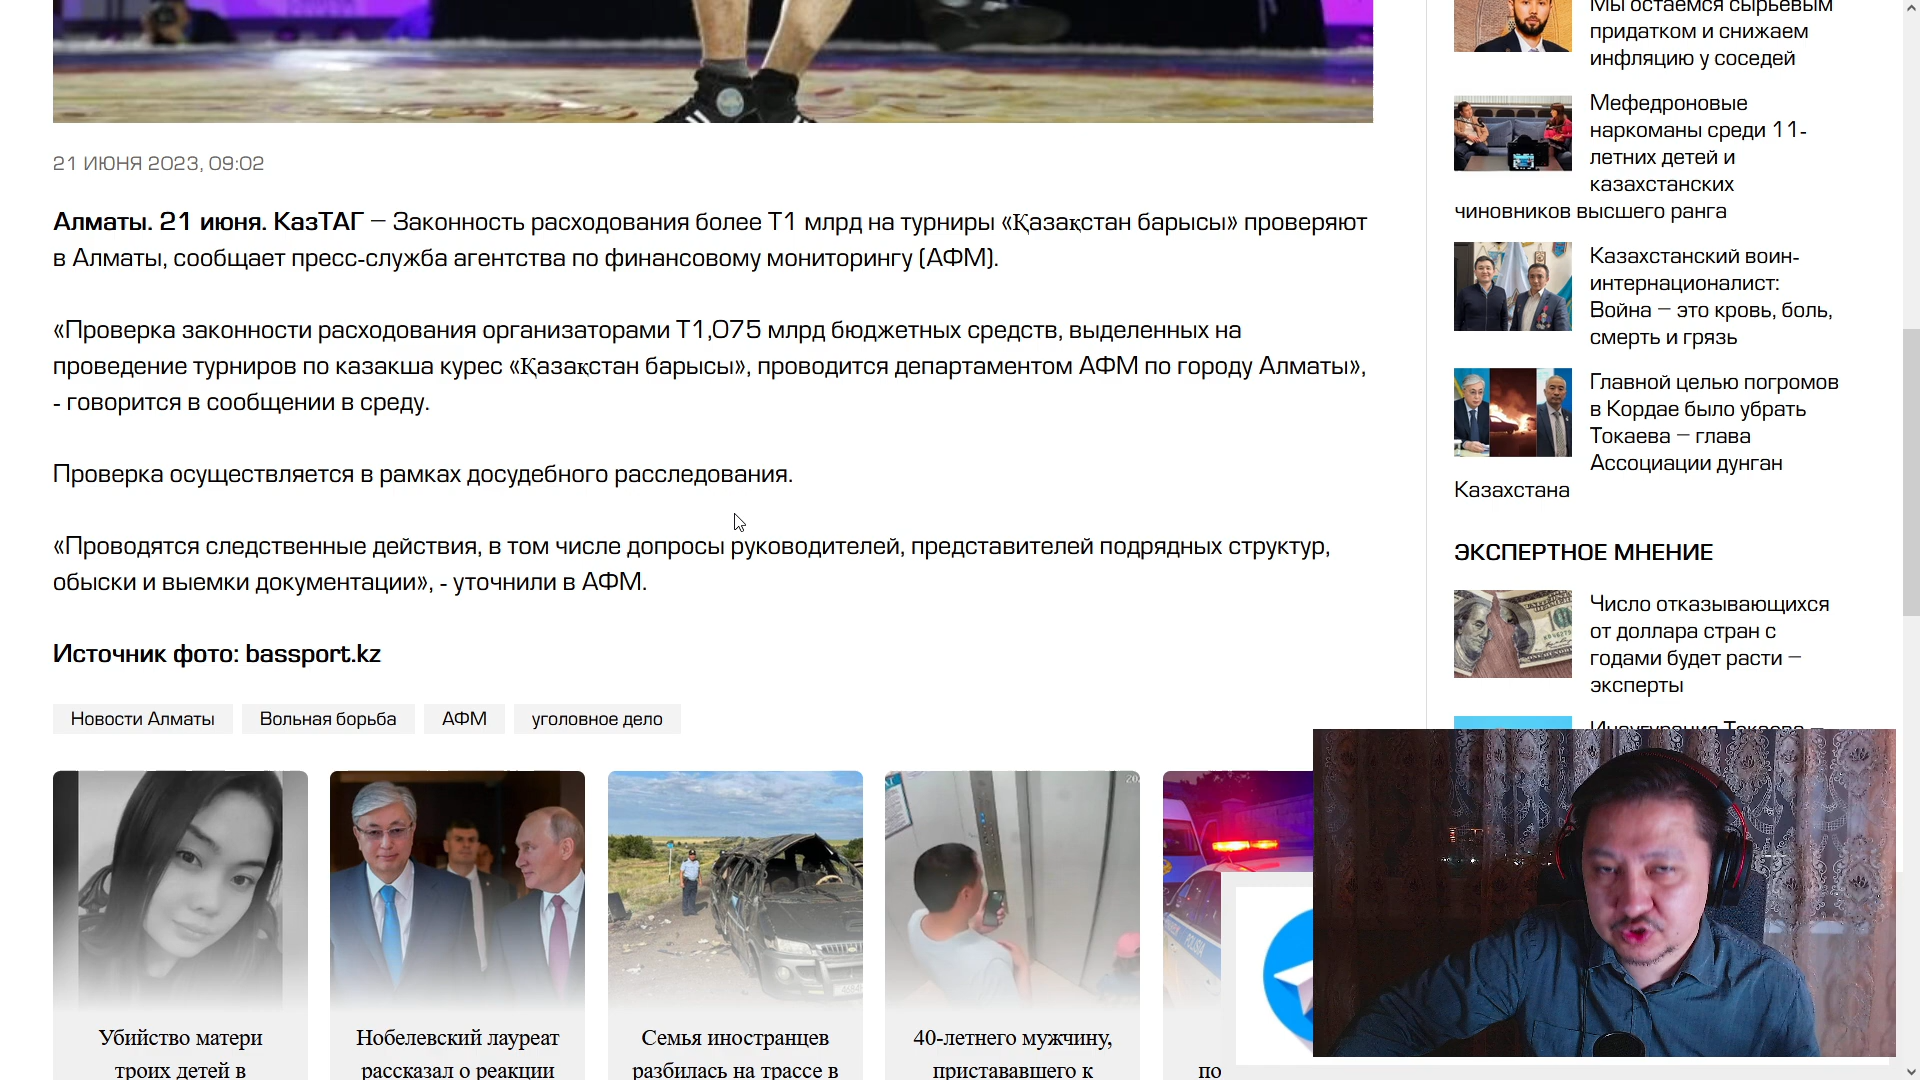 21 ИЮНЯ 2023, 09:02
Алматы. 21 июня. КазТАГ – Законность расходования более Т1 млрд на турниры «Қазақстан барысы» проверяют
в Алматы, сообщает пресс-служба агентства по финансовому мониторингу (АФМ).
«Проверка законности расходования организаторами Т1,075 млрд бюджетных средств, выделенных на
проведение турниров по казакша курес «Қазақстан барысы», проводится департаментом АФМ по городу Алматы»,
- говорится в сообщении в среду.
Проверка осуществляется в рамках досудебного расследования.
«Проводятся следственные действия, в том числе допросы руководителей, представителей подрядных структур,
обыски и выемки документации», - уточнили в АФМ.
Источник фото: bassport.kz
Новости Алматы
Вольная борьба
АФМ
уголовное дело
Убийство матери
троих детей в
Нобелевский лауреат
рассказал о реакции
Семья иностранцев
разбилась на трассе в
40-летнего мужчину,
пристававшего к
по
Мы остаемся сырьевым
придатком и снижаем
инфляцию у соседей
Мефедроновые
наркоманы среди 11-
летних детей и
казахстанских
чиновников высшего ранга
Казахстанский воин-
интернационалист:
Война – это кровь, боль,
смерть и грязь
Главной целью погромов
в Кордае было убрать
Токаева – глава
Ассоциации дунган
Казахстана
ЭКСПЕРТНОЕ МНЕНИЕ
Число отказывающихся
от доллара стран с
годами будет расти –
эксперты
Инаугурация Токаева –